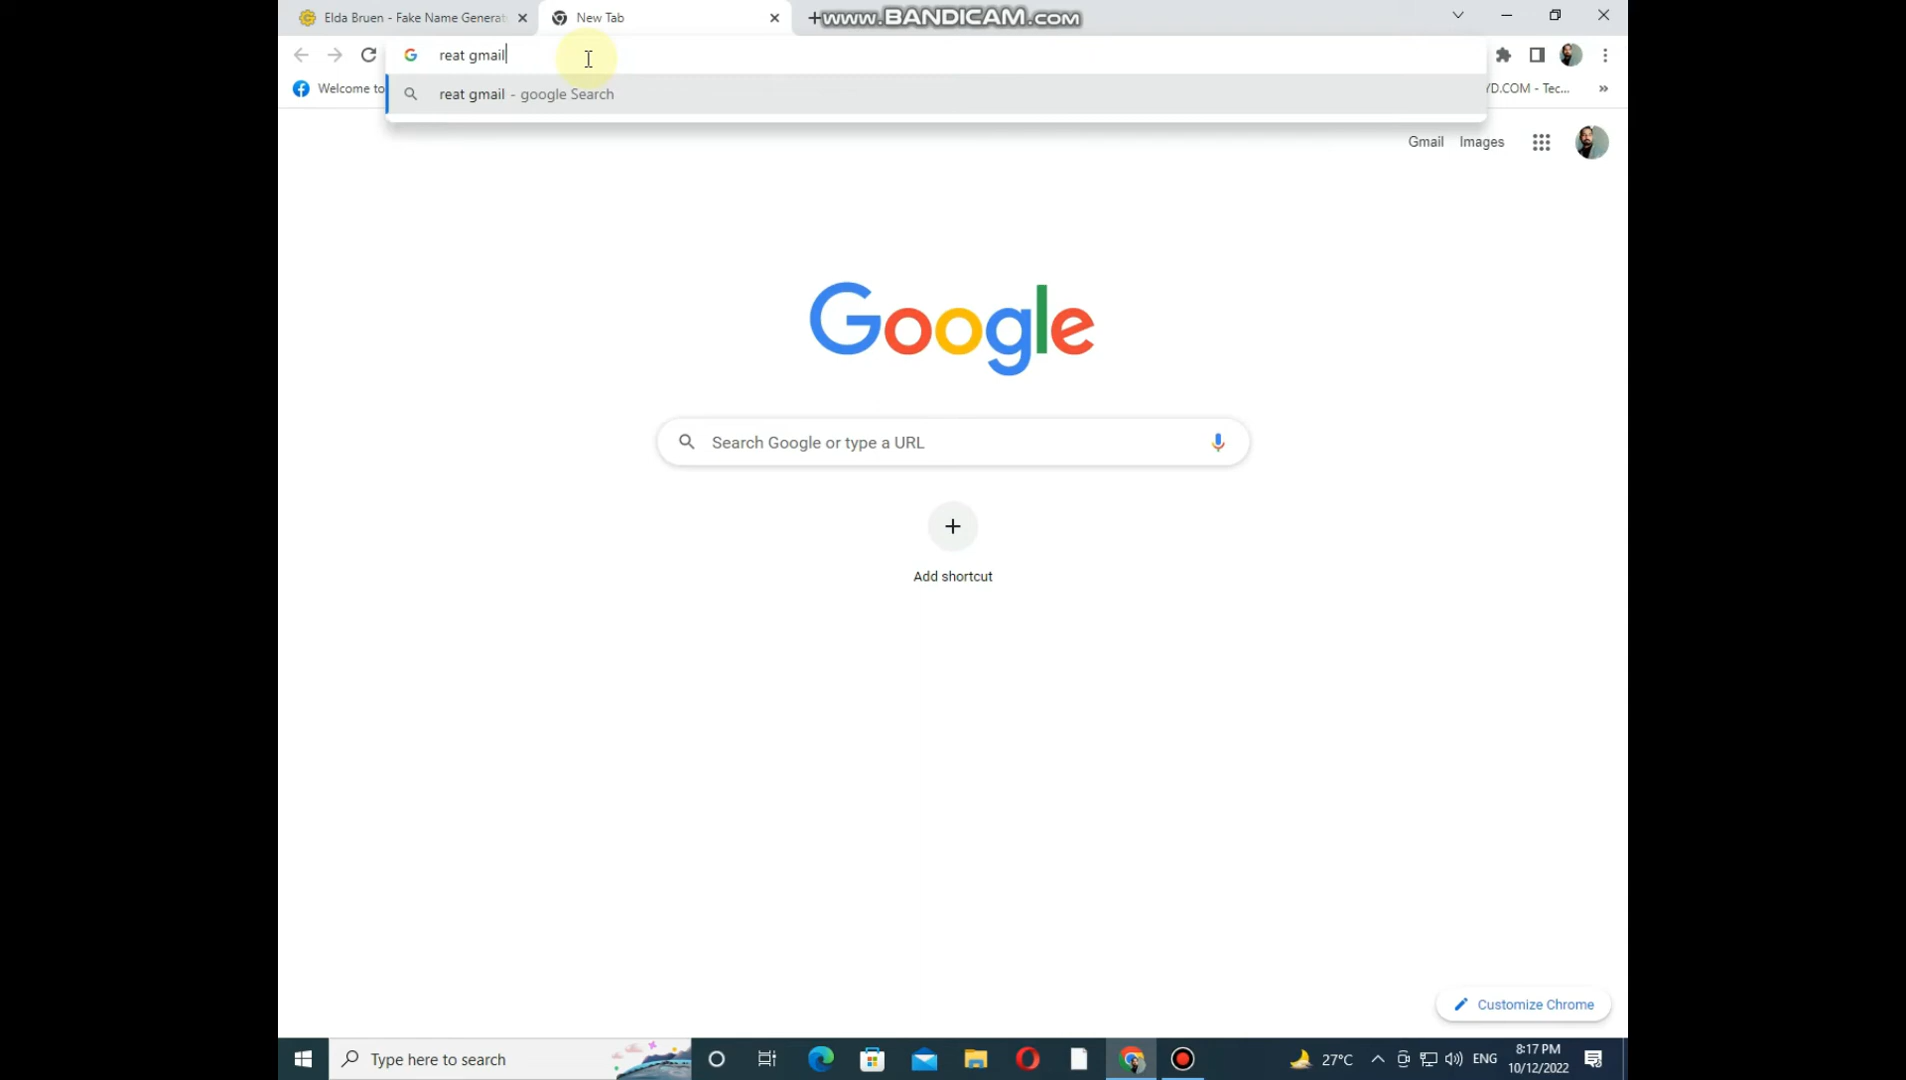 Elda Bruen - Fake Name Generat
New Tab
www.BANDICAM.com
reat gmail
Welcome to
reat gmail - google Search
YD.COM - Tec...
Gmail
Images
Google
Search Google or type a URL
Add shortcut
Customize Chrome
Type here to search
27°C
ENG
8:17 PM
10/12/2022